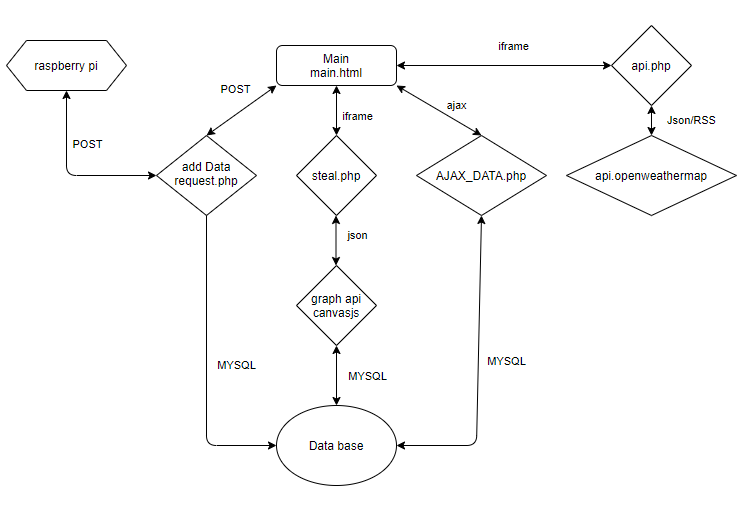 iframe
Main
main.html
raspberry pi
api.php
POST
ajax
iframe
Json/RSS
POST
add Data
request.php
steal.php
AJAX_DATA.php
api.openweathermap
json
graph api
canvasjs
MYSQL
MYSQL
MYSQL
Data base